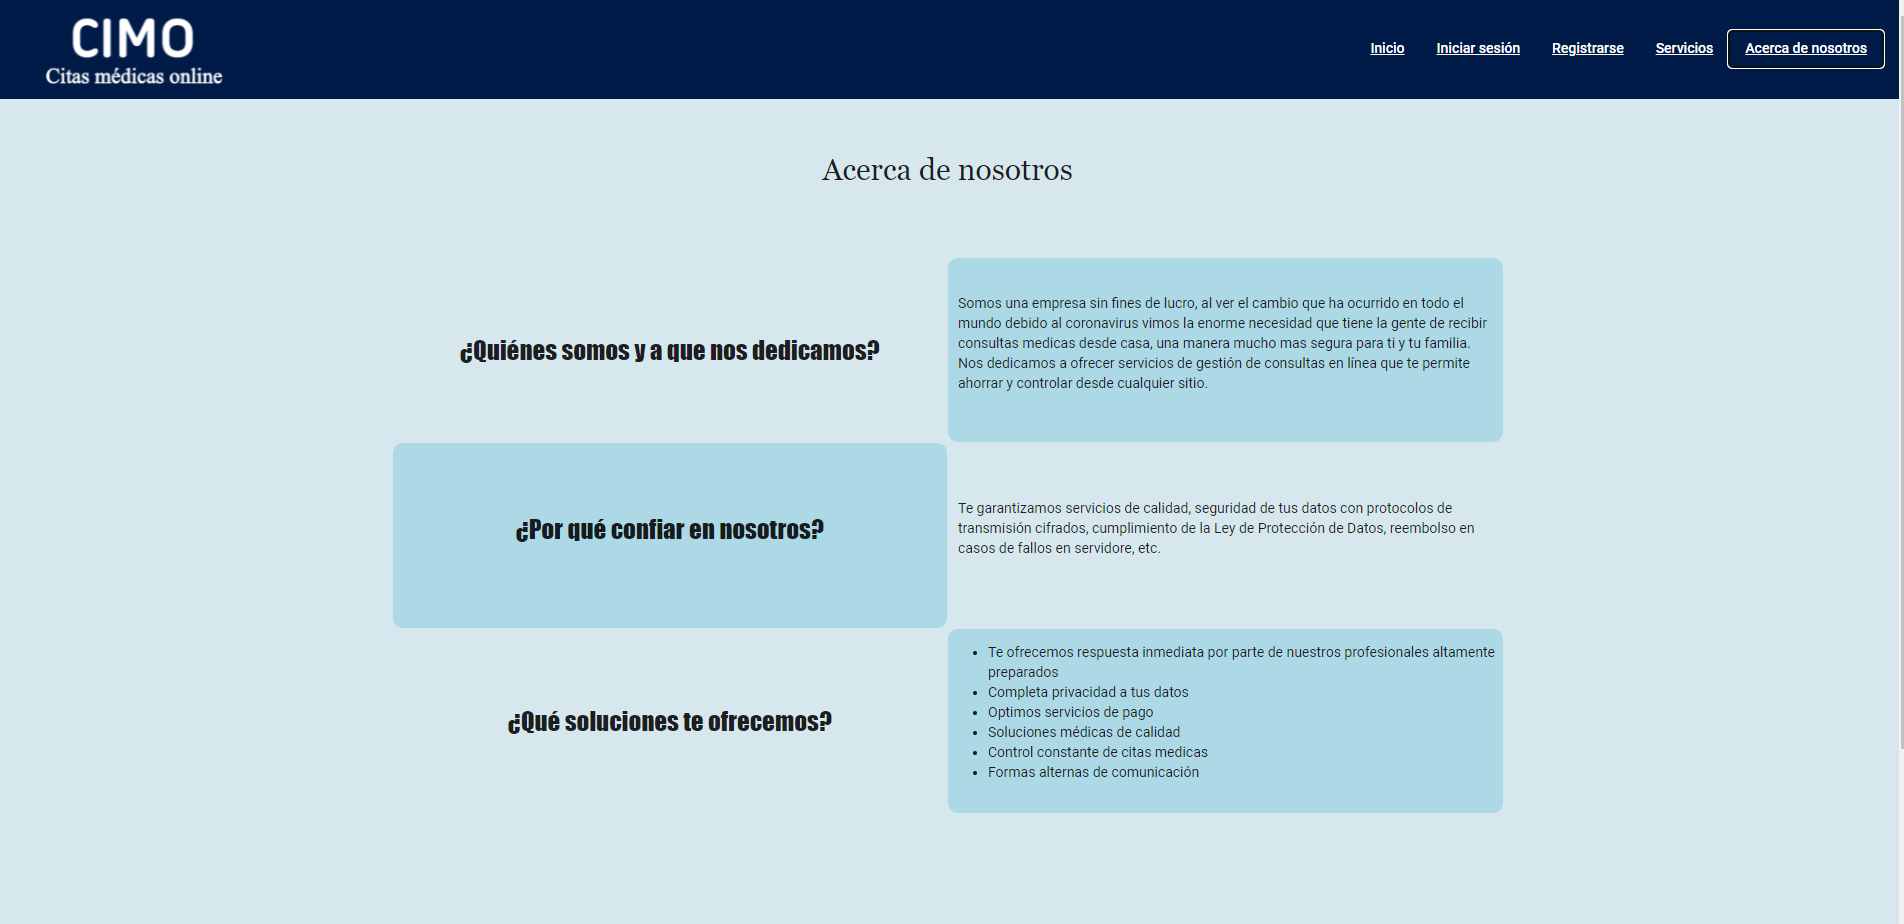 CIMO
Citas médicas online
Inicio
Iniciar sesión
Registrarse
Servicios
Acerca de nosotros
Acerca de nosotros
¿Quiénes somos y a que nos dedicamos?
Somos una empresa sin fines de lucro, al ver el cambio que ha ocurrido en todo el
mundo debido al coronavirus vimos la enorme necesidad que tiene la gente de recibir
consultas medicas desde casa, una manera mucho mas segura para ti y tu familia.
Nos dedicamos a ofrecer servicios de gestión de consultas en línea que te permite
ahorrar y controlar desde cualquier sitio.
¿Por qué confiar en nosotros?
Te garantizamos servicios de calidad, seguridad de tus datos con protocolos de
transmisión cifrados, cumplimiento de la Ley de Protección de Datos, reembolso en
casos de fallos en servidore, etc.
¿Qué soluciones te ofrecemos?
• Te ofrecemos respuesta inmediata por parte de nuestros profesionales altamente
preparados
• Completa privacidad a tus datos
• Optimos servicios de pago
• Soluciones médicas de calidad
• Control constante de citas medicas
• Formas alternas de comunicación